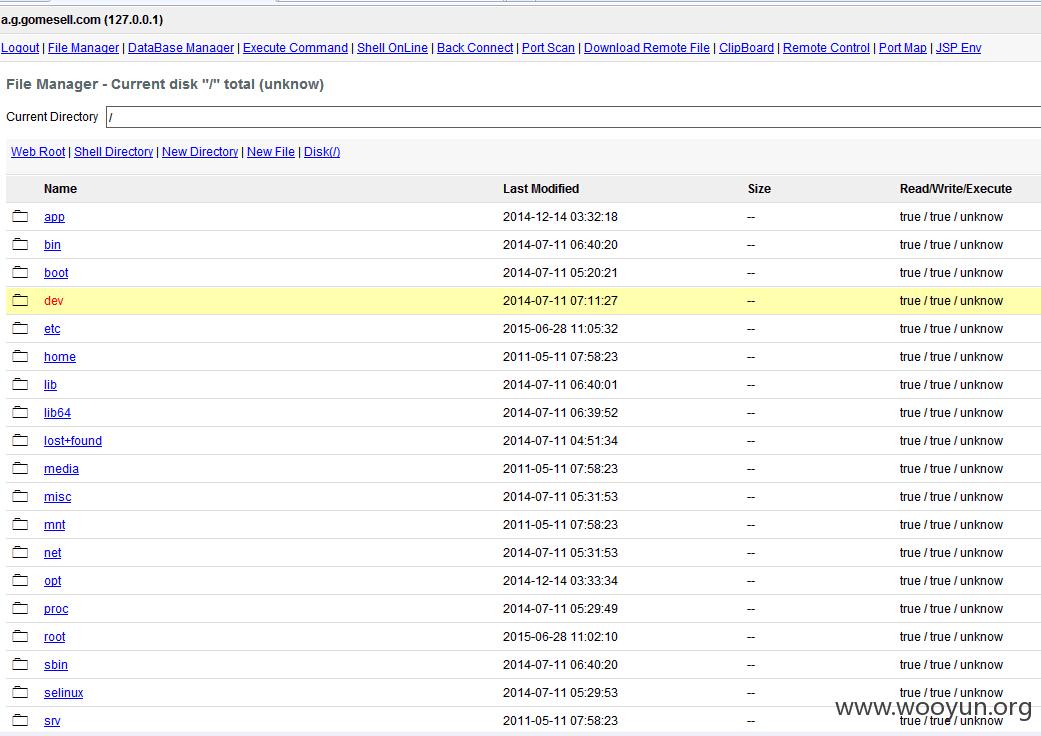 a.g.gomesell.com (127.0.0.1)
Logout | File Manager | DataBase Manager | Execute Command | Shell OnLine | Back Connect | Port Scan | Download Remote File | ClipBoard | Remote Control | Port Map | JSP Env
File Manager - Current disk "/" total (unknow)
Current Directory /
Web Root | Shell Directory | New Directory | New File | Disk(/)
Name Last Modified Size Read/Write/Execute
app 2014-12-14 03:32:18 -- true / true / unknow
bin 2014-07-11 06:40:20 -- true / true / unknow
boot 2014-07-11 05:20:21 -- true / true / unknow
dev 2014-07-11 07:11:27 -- true / true / unknow
etc 2015-06-28 11:05:32 -- true / true / unknow
home 2011-05-11 07:58:23 -- true / true / unknow
lib 2014-07-11 06:40:01 -- true / true / unknow
lib64 2014-07-11 06:39:52 -- true / true / unknow
lost+found 2014-07-11 04:51:34 -- true / true / unknow
media 2011-05-11 07:58:23 -- true / true / unknow
misc 2014-07-11 05:31:53 -- true / true / unknow
mnt 2011-05-11 07:58:23 -- true / true / unknow
net 2014-07-11 05:31:53 -- true / true / unknow
opt 2014-12-14 03:33:34 -- true / true / unknow
proc 2014-07-11 05:29:49 -- true / true / unknow
root 2015-06-28 11:02:10 -- true / true / unknow
sbin 2014-07-11 06:40:20 -- true / true / unknow
selinux 2014-07-11 05:29:53 -- true / true / unknow
srv 2011-05-11 07:58:23 -- true / true / unknow
www.wooyun.org